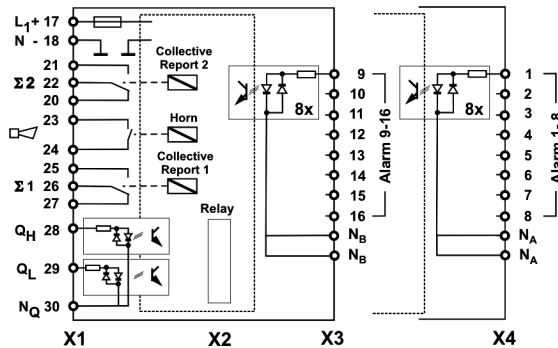 L1+ 17
N - 18
21
Σ2 22
20
23
24
25
Σ1 26
27
QH 28
QL 29
NQ 30
Collective
Report 2
Horn
Collective
Report 1
Relay
8x
9
10
11
12
13
14
15
16
NB
NB
Alarm 9-16
8x
1
2
3
4
5
6
7
8
NA
NA
Alarm 1-8
X1
X2
X3
X4